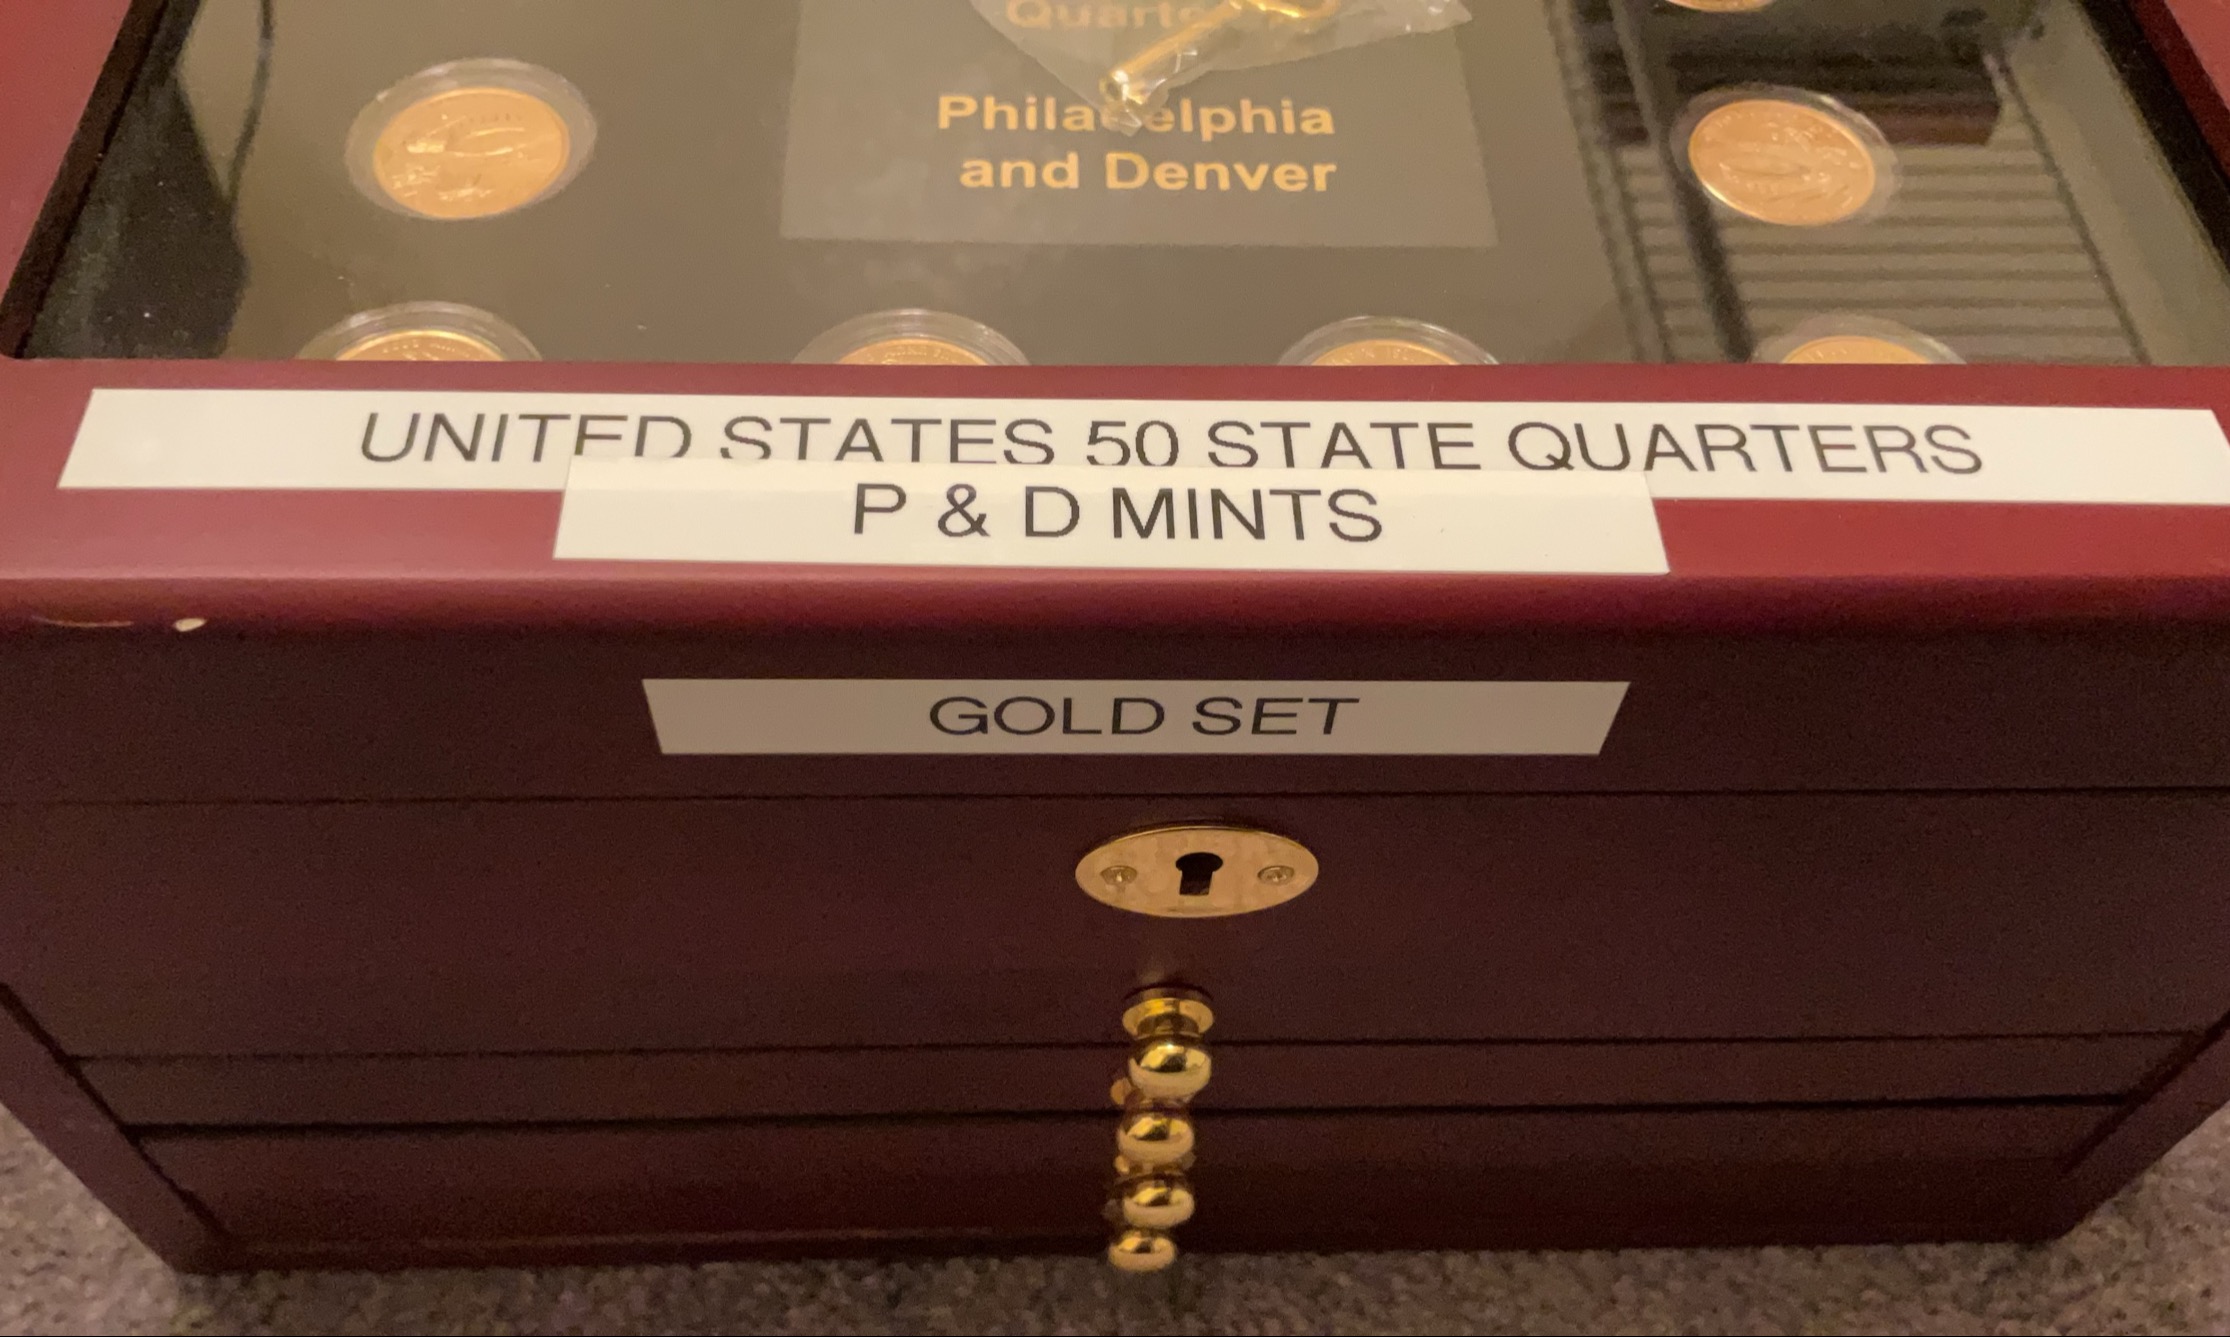 Philadelphia
and Denver
UNITED STATES 50 STATE QUARTERS
P & D MINTS
GOLD SET